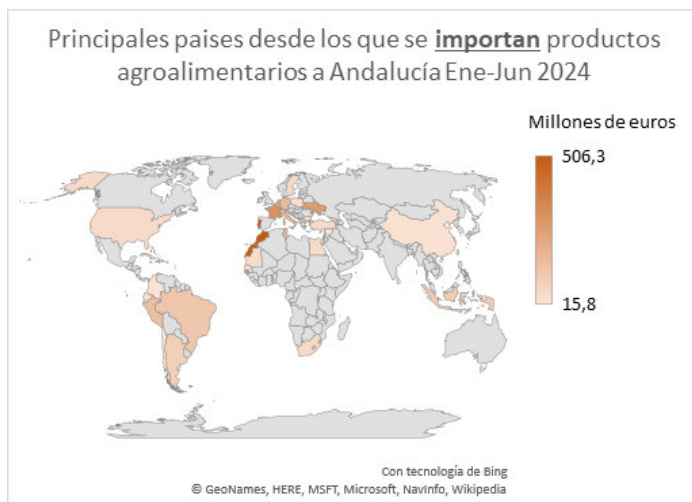 Principales paises desde los que se importan productos
agroalimentarios a Andalucía Ene-Jun 2024
Millones de euros
506,3
15,8
Con tecnología de Bing
© GeoNames, HERE, MSFT, Microsoft, NavInfo, Wikipedia